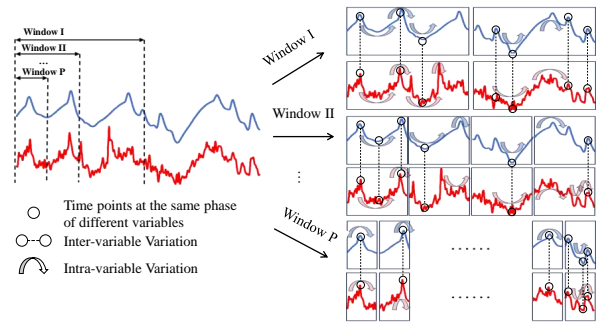 Window I
Window II
...
Window P
Time points at the same phase
of different variables
Inter-variable Variation
Intra-variable Variation
Window I
Window II
⋮
Window P
......
......